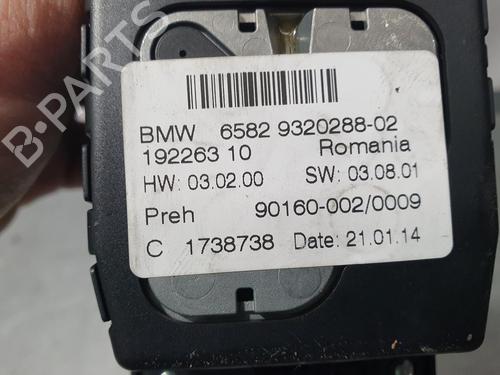 B-PARTS
BMW 6582 9320288-02
192263 10 Romania
HW: 03.02.00 SW: 03.08.01
Preh 90160-002/0009
C 1738738 Date: 21.01.14